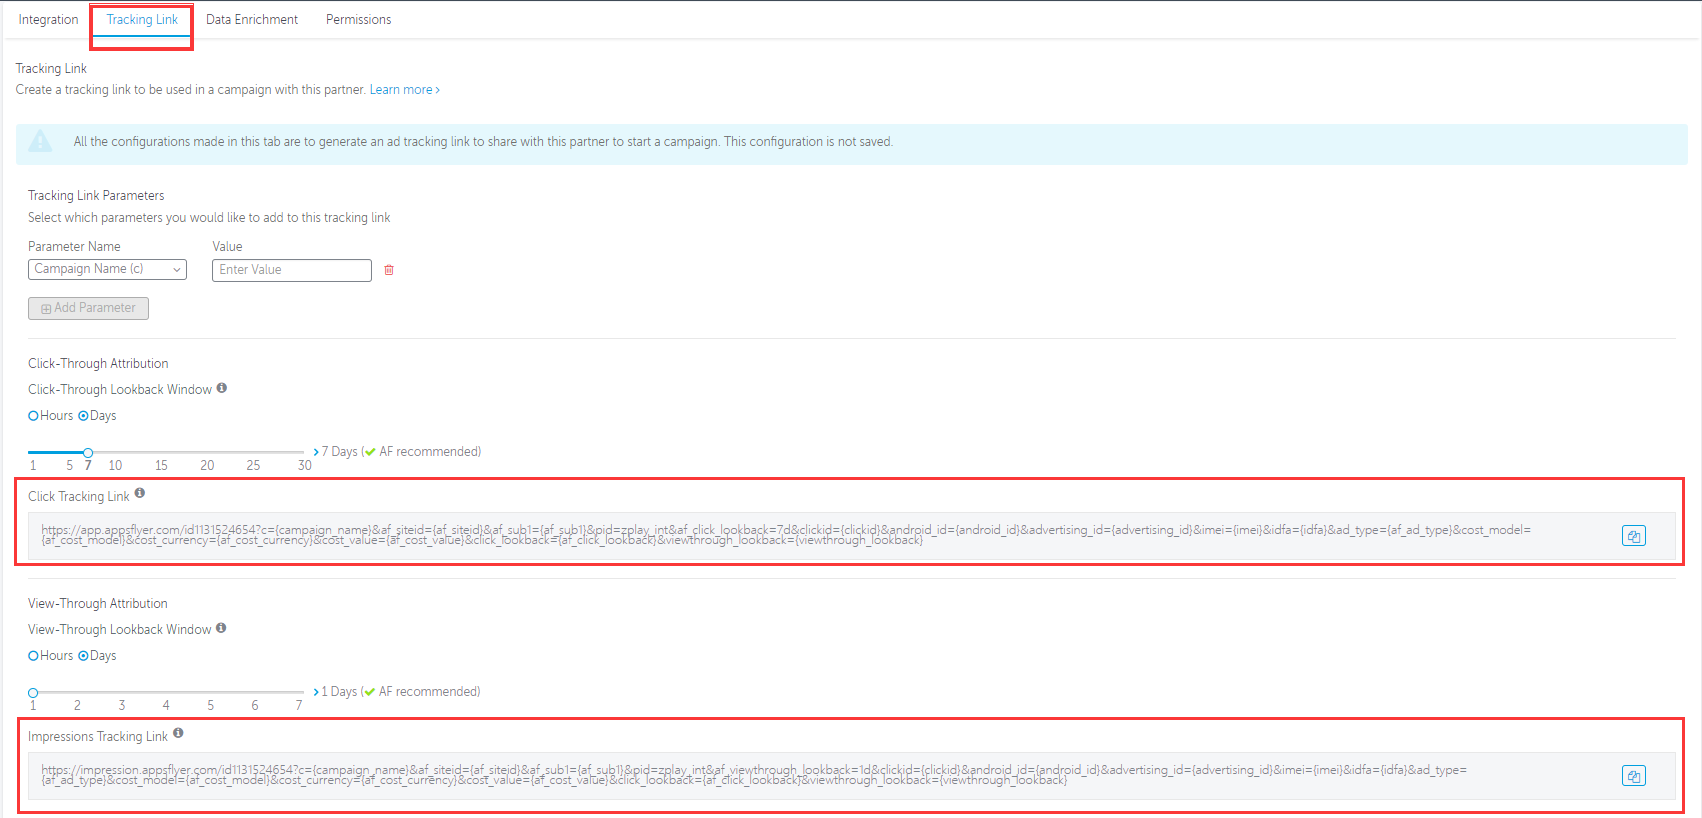 Integration Tracking Link Data Enrichment Permissions
Tracking Link
Create a tracking link to be used in a campaign with this partner. Learn more >
All the configurations made in this tab are to generate an ad tracking link to share with this partner to start a campaign. This configuration is not saved.
Tracking Link Parameters
Select which parameters you would like to add to this tracking link
Parameter Name Value
Campaign Name (c) Enter Value
Add Parameter
Click-Through Attribution
Click-Through Lookback Window
Hours Days
> 7 Days (✓ AF recommended)
1 5 7 10 15 20 25 30
Click Tracking Link
https://app.appsflyer.com/id1131524654?c={campaign_name}&af_siteid={af_siteid}&af_sub1={af_sub1}&pid=zplay_int&af_click_lookback=7d&clickid={clickid}&android_id={android_id}&advertising_id={advertising_id}&imei={imei}&idfa={idfa}&ad_type={af_ad_type}&cost_model=
{af_cost_model}&cost_currency={af_cost_currency}&cost_value={af_cost_value}&click_lookback={af_click_lookback}&viewthrough_lookback={viewthrough_lookback}
View-Through Attribution
View-Through Lookback Window
Hours Days
> 1 Days (✓ AF recommended)
1 2 3 4 5 6 7
Impressions Tracking Link
https://impression.appsflyer.com/id1131524654?c={campaign_name}&af_siteid={af_siteid}&af_sub1={af_sub1}&pid=zplay_int&af_viewthrough_lookback=1d&clickid={clickid}&android_id={android_id}&advertising_id={advertising_id}&imei={imei}&idfa={idfa}&ad_type=
{af_ad_type}&cost_model={af_cost_model}&cost_currency={af_cost_currency}&cost_value={af_cost_value}&click_lookback={af_click_lookback}&viewthrough_lookback={viewthrough_lookback}